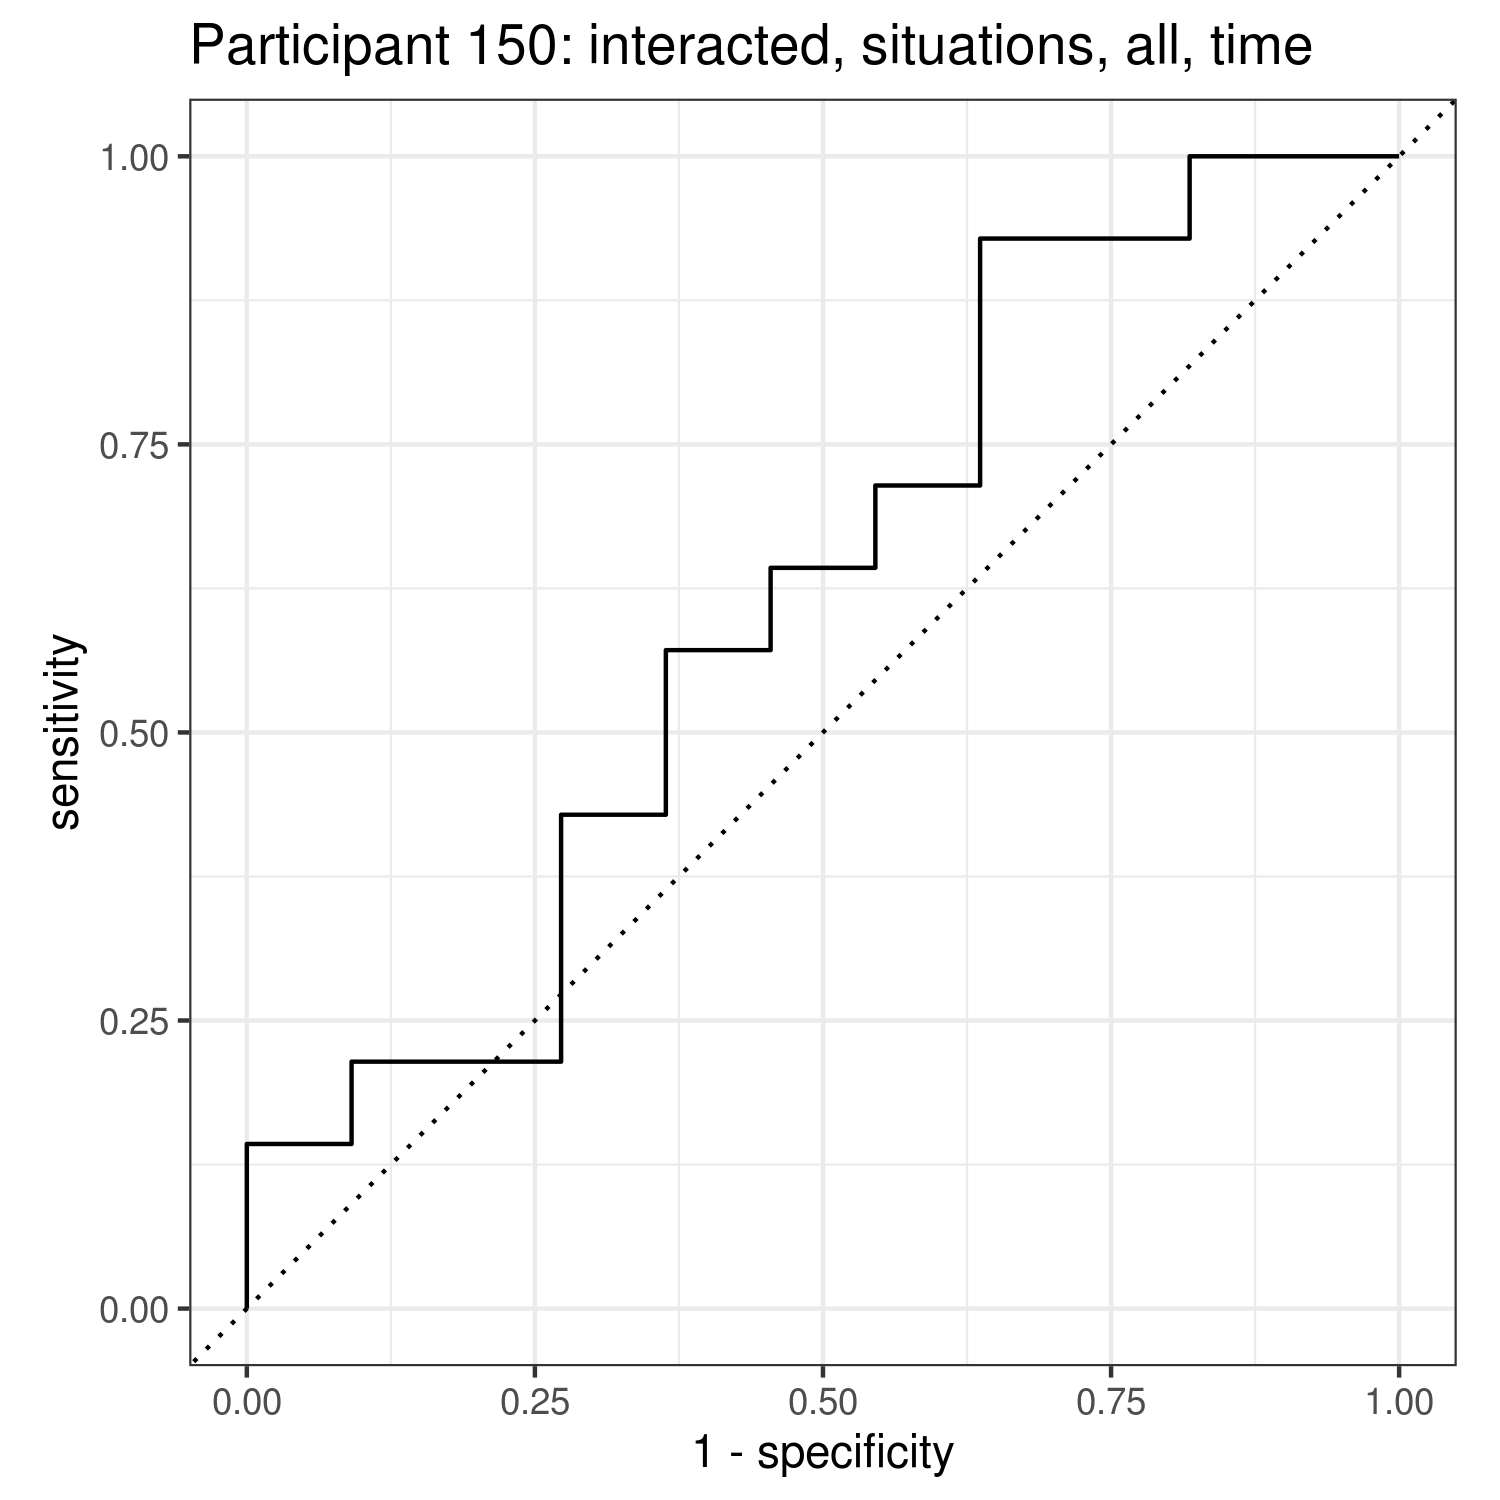 Participant 150: interacted, situations, all, time
1.00
0.75
0.50
0.25
0.00
sensitivity
0.00 0.25 0.50 0.75 1.00
1 - specificity